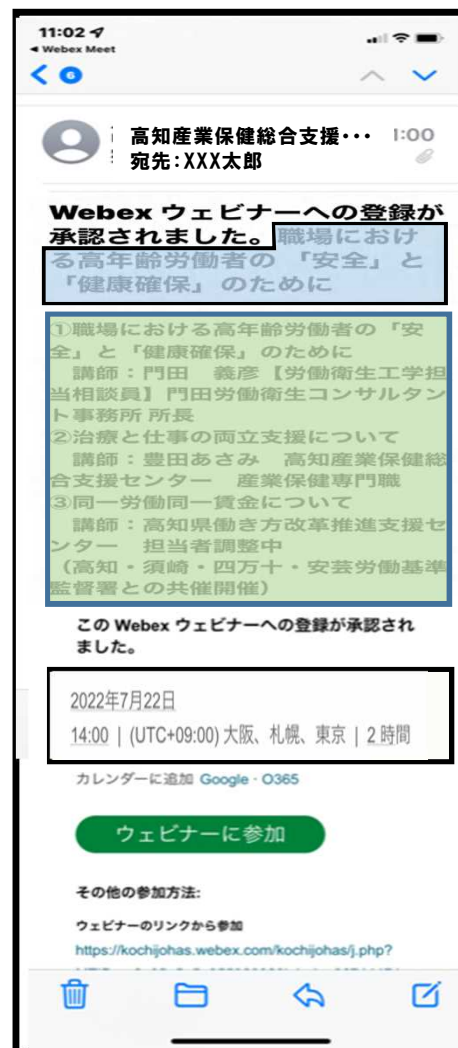 11:02
◀ Webex Meet
6
高知産業保健総合支援・・・ 1:00
宛先:XXX太郎
Webex ウェビナーへの登録が
承認されました。職場におけ
る高年齢労働者の 「安全」と
「健康確保」のために
①職場における高年齢労働者の「安
全」と「健康確保」のために
講師:門田 義彦【労働衛生工学担
当相談員】門田労働衛生コンサルタン
ト事務所 所長
②治療と仕事の両立支援について
講師:豊田あさみ 高知産業保健総
合支援センター 産業保健専門職
③同一労働同一賃金について
講師:高知県働き方改革推進支援セ
ンター 担当者調整中
(高知・須崎・四万十・安芸労働基準
監督署との共催開催)
この Webex ウェビナーへの登録が承認され
ました。
2022年7月22日
14:00 | (UTC+09:00) 大阪、札幌、東京 | 2 時間
カレンダーに追加 Google · O365
ウェビナーに参加
その他の参加方法:
ウェビナーのリンクから参加
https://kochijohas.webex.com/kochijohas/j.php?